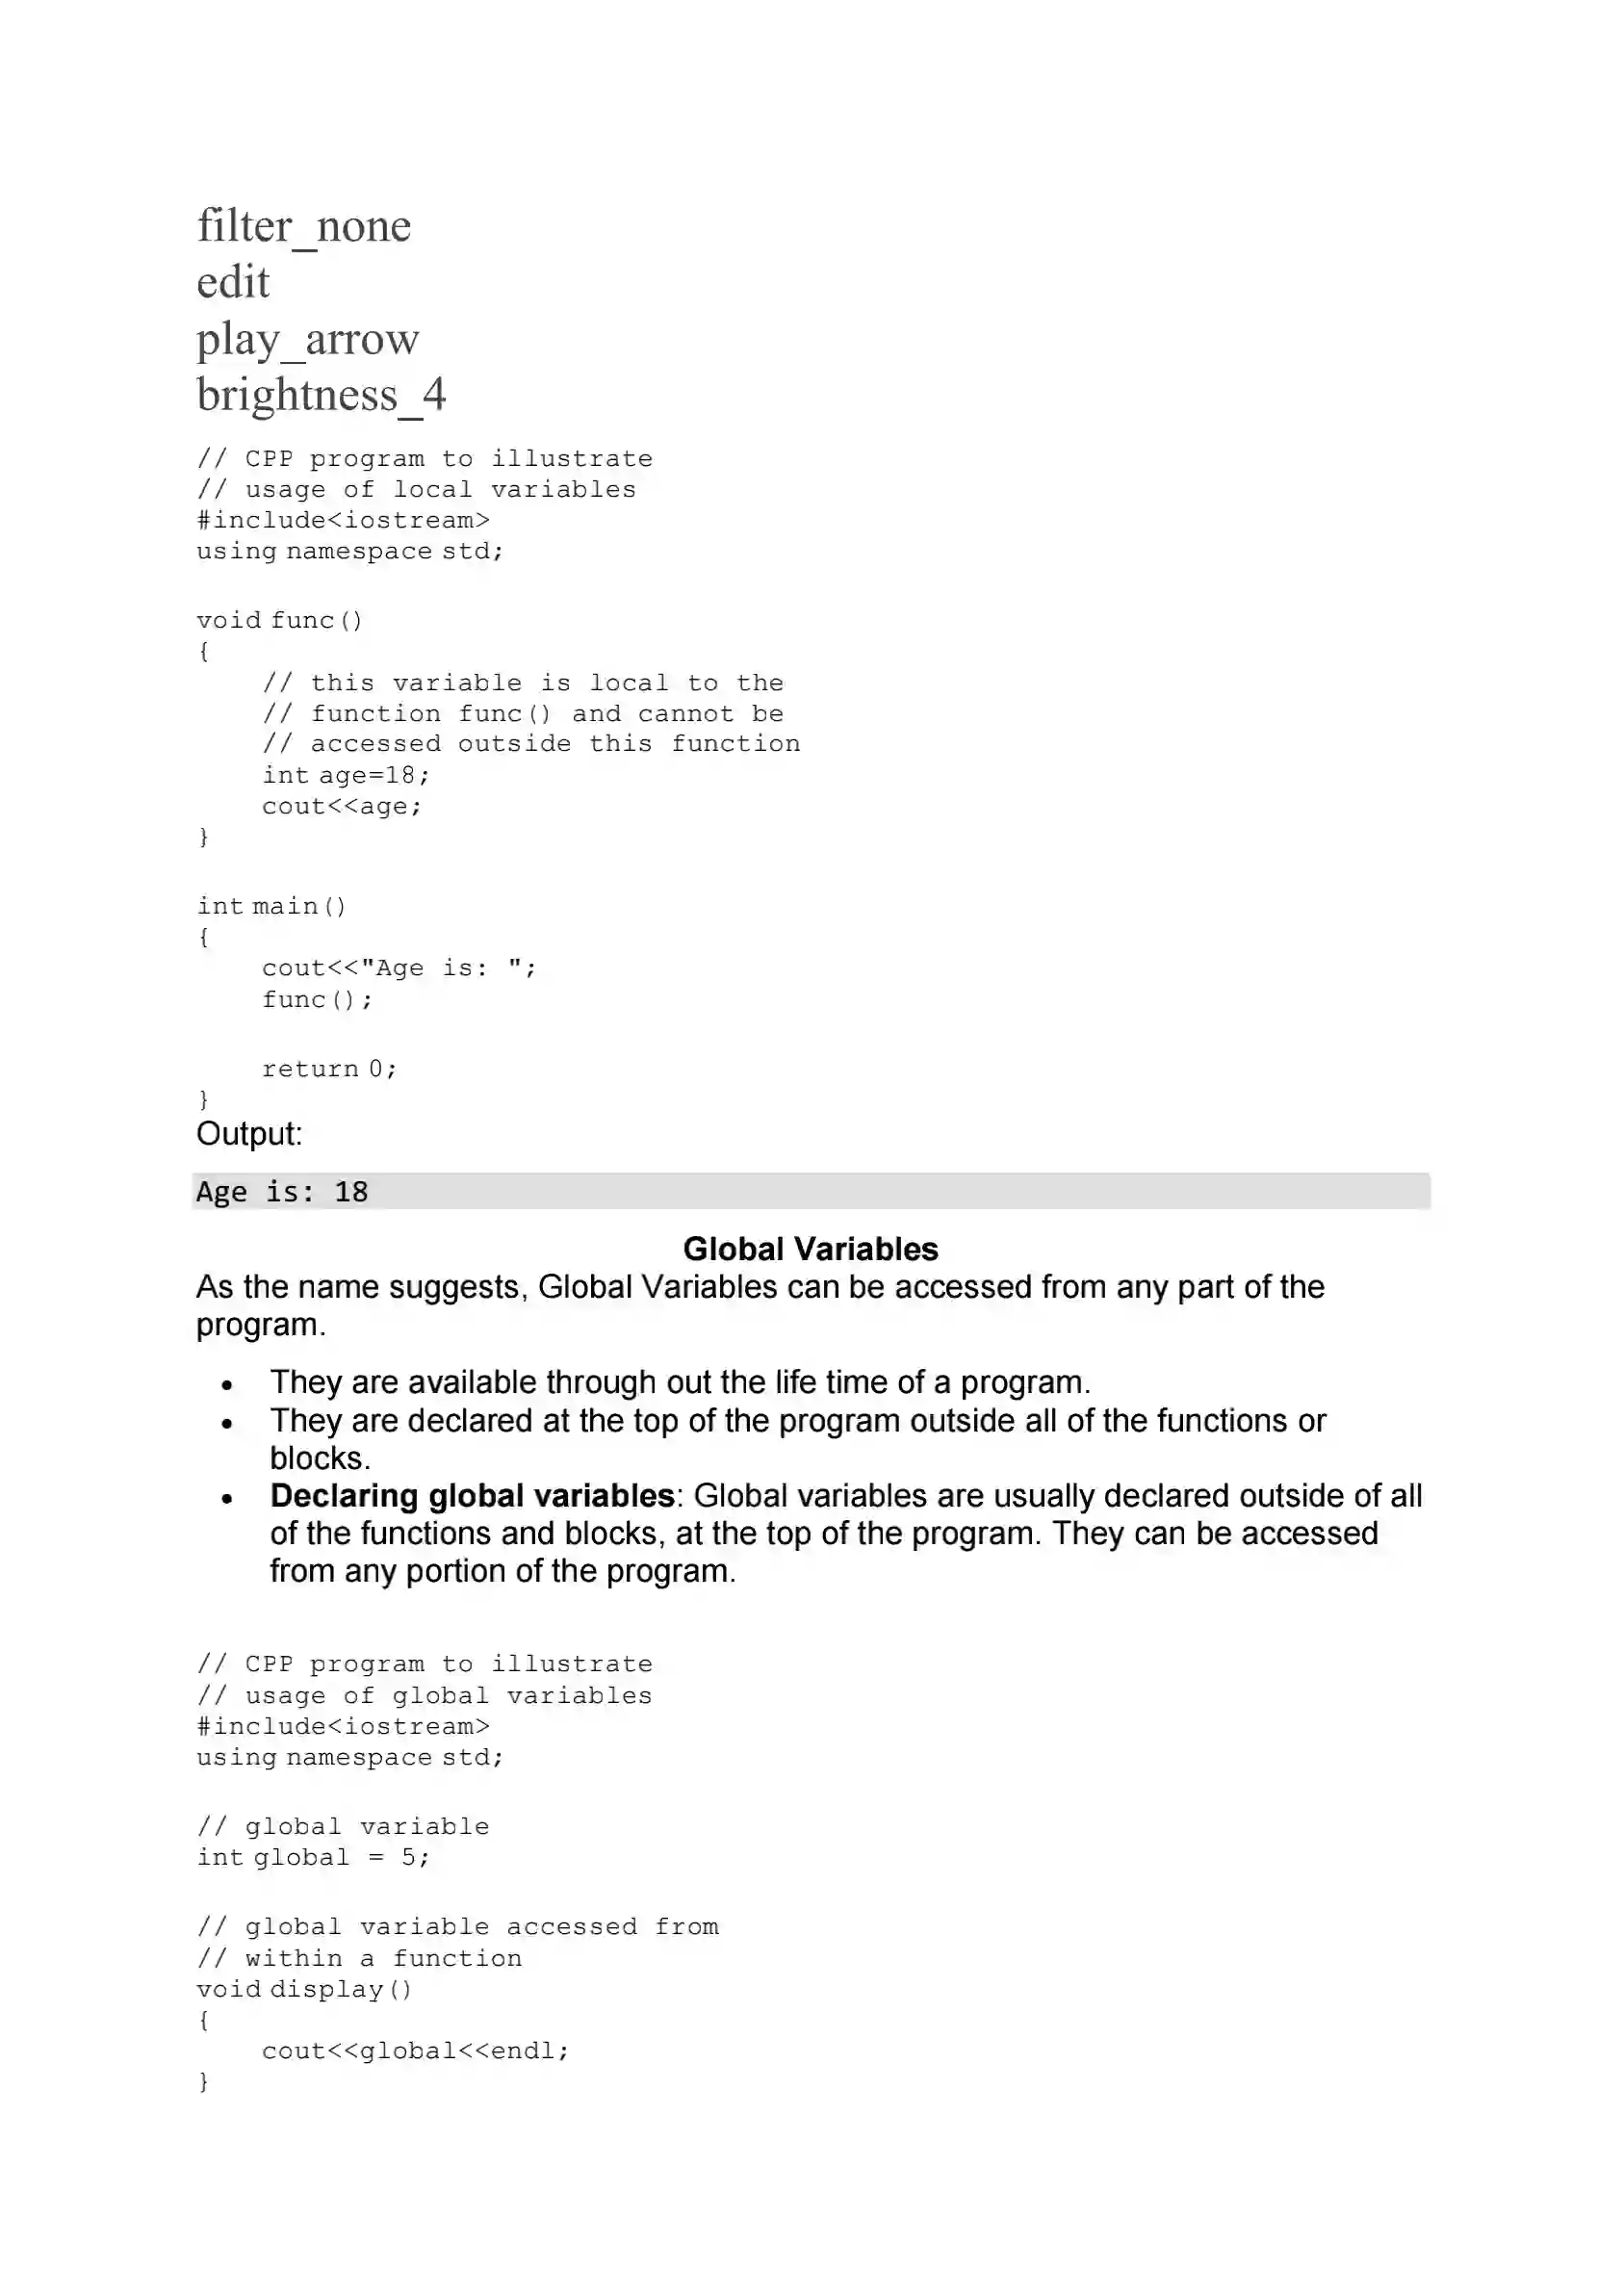 filter_none
edit
play_arrow
brightness_4
// CPP program to illustrate
// usage of local variables
#include<iostream>
using namespace std;
void func()
{
// this variable is local to the
// function func() and cannot be
// accessed outside this function
int age=18;
cout<<age;
}
int main()
{
cout<<"Age is: ";
func();
return 0;
}
Output:
Age is: 18
Global Variables
As the name suggests, Global Variables can be accessed from any part of the
program.
• They are available through out the life time of a program.
• They are declared at the top of the program outside all of the functions or
blocks.
• Declaring global variables: Global variables are usually declared outside of all
of the functions and blocks, at the top of the program. They can be accessed
from any portion of the program.
// CPP program to illustrate
// usage of global variables
#include<iostream>
using namespace std;
// global variable
int global = 5;
// global variable accessed from
// within a function
void display()
{
cout<<global<<endl;
}